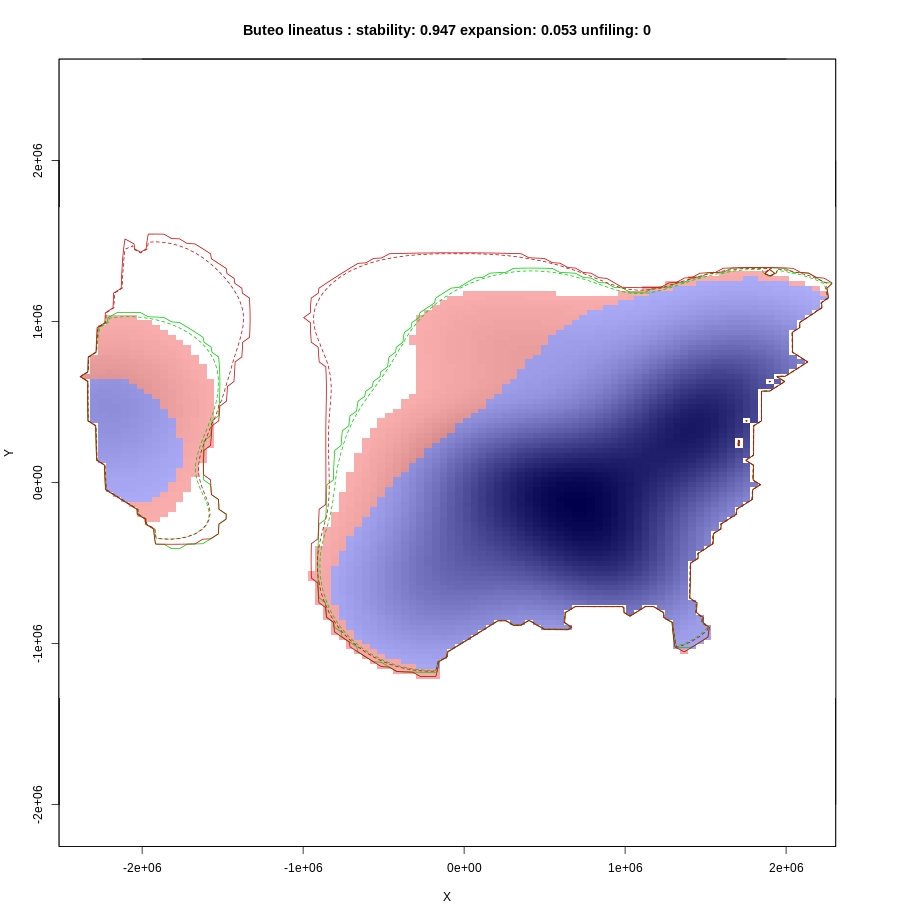 Buteo lineatus : stability: 0.947 expansion: 0.053 unfiling: 0
2e+06
1e+06
0e+00
-1e+06
-2e+06
Y
-2e+06 -1e+06 0e+00 1e+06 2e+06
X